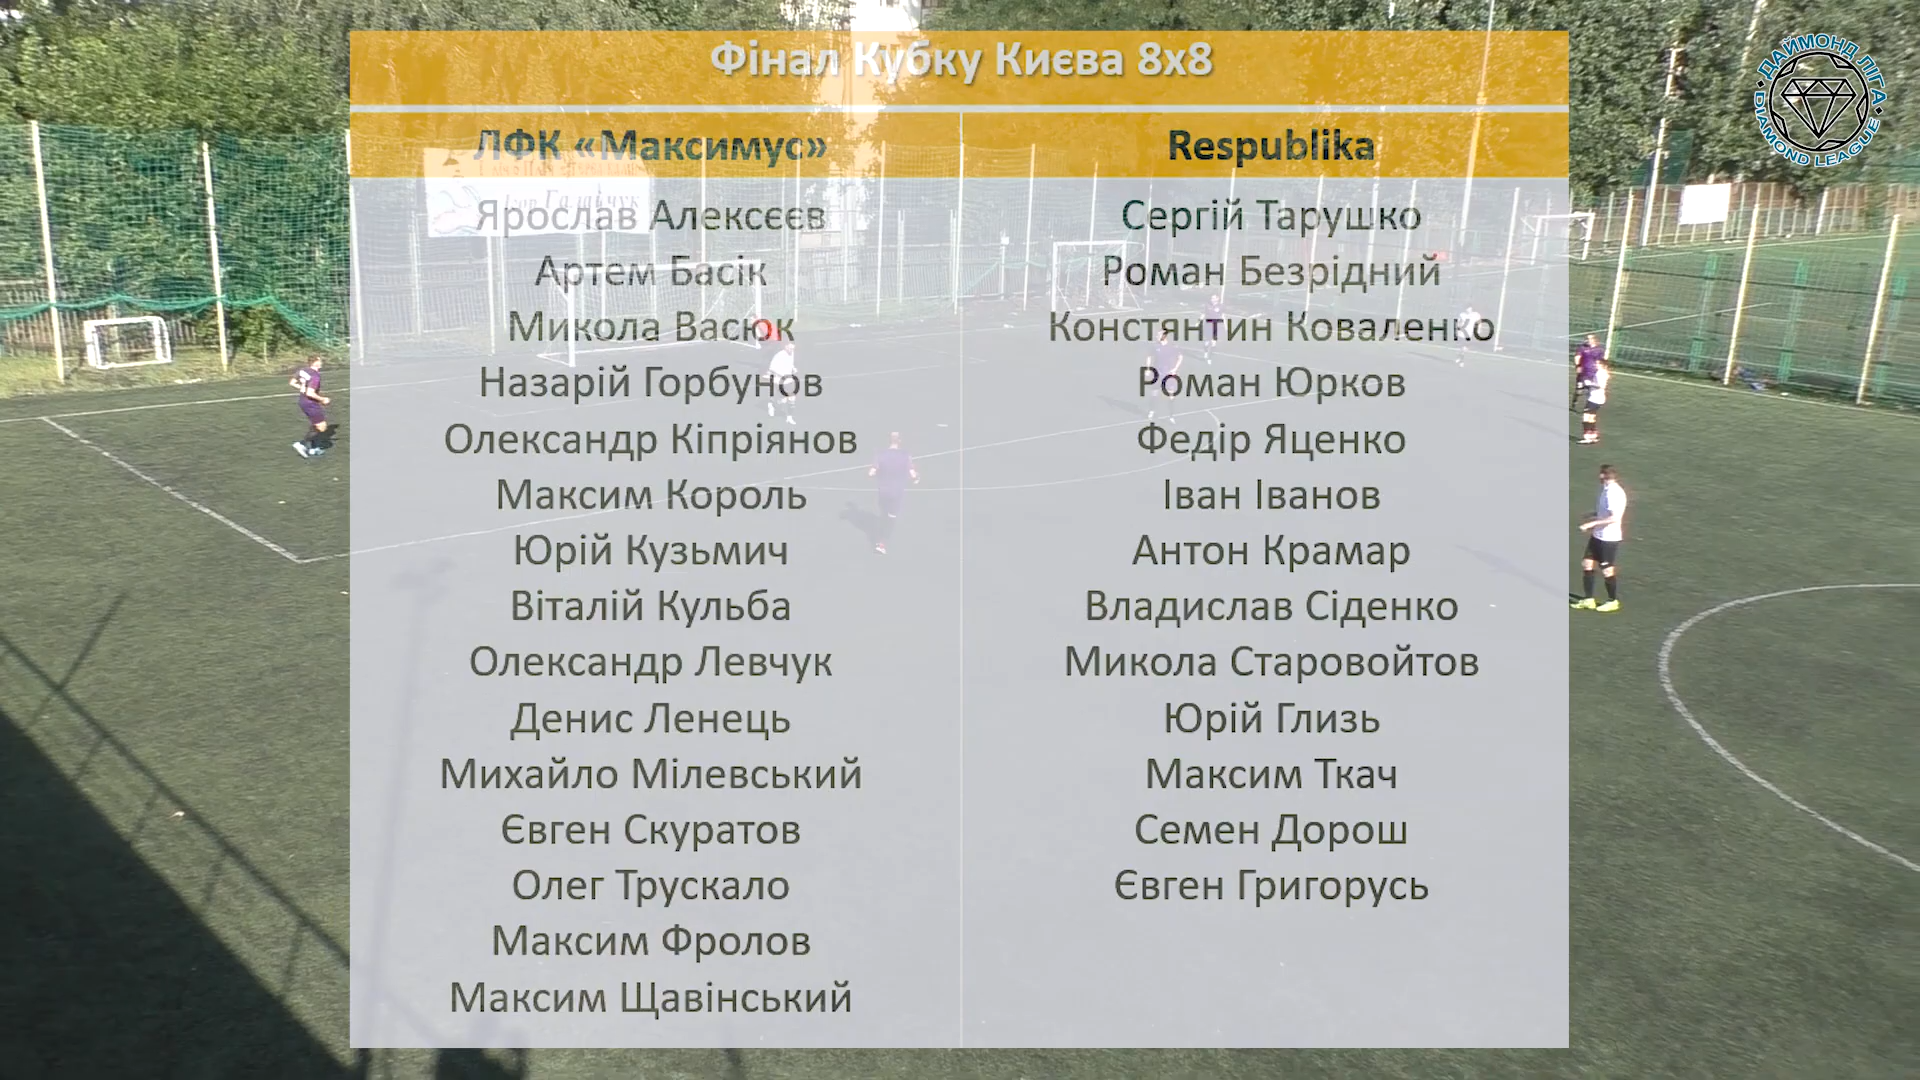 Фінал Кубку Києва 8х8
ЛФК «Максимус»
Respublika
Ярослав Алексєєв
Сергій Тарушко
Артем Басік
Роман Безрідний
Микола Васюк
Констянтин Коваленко
Назарій Горбунов
Роман Юрков
Олександр Кіпріянов
Федір Яценко
Максим Король
Іван Іванов
Юрій Кузьмич
Антон Крамар
Віталій Кульба
Владислав Сіденко
Олександр Левчук
Микола Старовойтов
Денис Ленець
Юрій Глизь
Михайло Мілевський
Максим Ткач
Євген Скуратов
Семен Дорош
Олег Трускало
Євген Григорусь
Максим Фролов
Максим Щавінський
ДАЙМОНД ЛІГА
DIAMOND LEAGUE